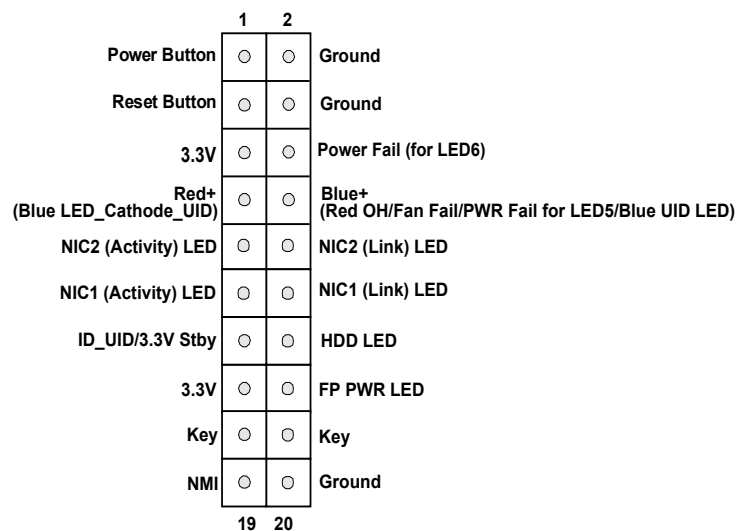 1 2
Power Button Ground
Reset Button Ground
3.3V Power Fail (for LED6)
Red+ Blue+
(Blue LED_Cathode_UID) (Red OH/Fan Fail/PWR Fail for LED5/Blue UID LED)
NIC2 (Activity) LED NIC2 (Link) LED
NIC1 (Activity) LED NIC1 (Link) LED
ID_UID/3.3V Stby HDD LED
3.3V FP PWR LED
Key Key
NMI Ground
19 20